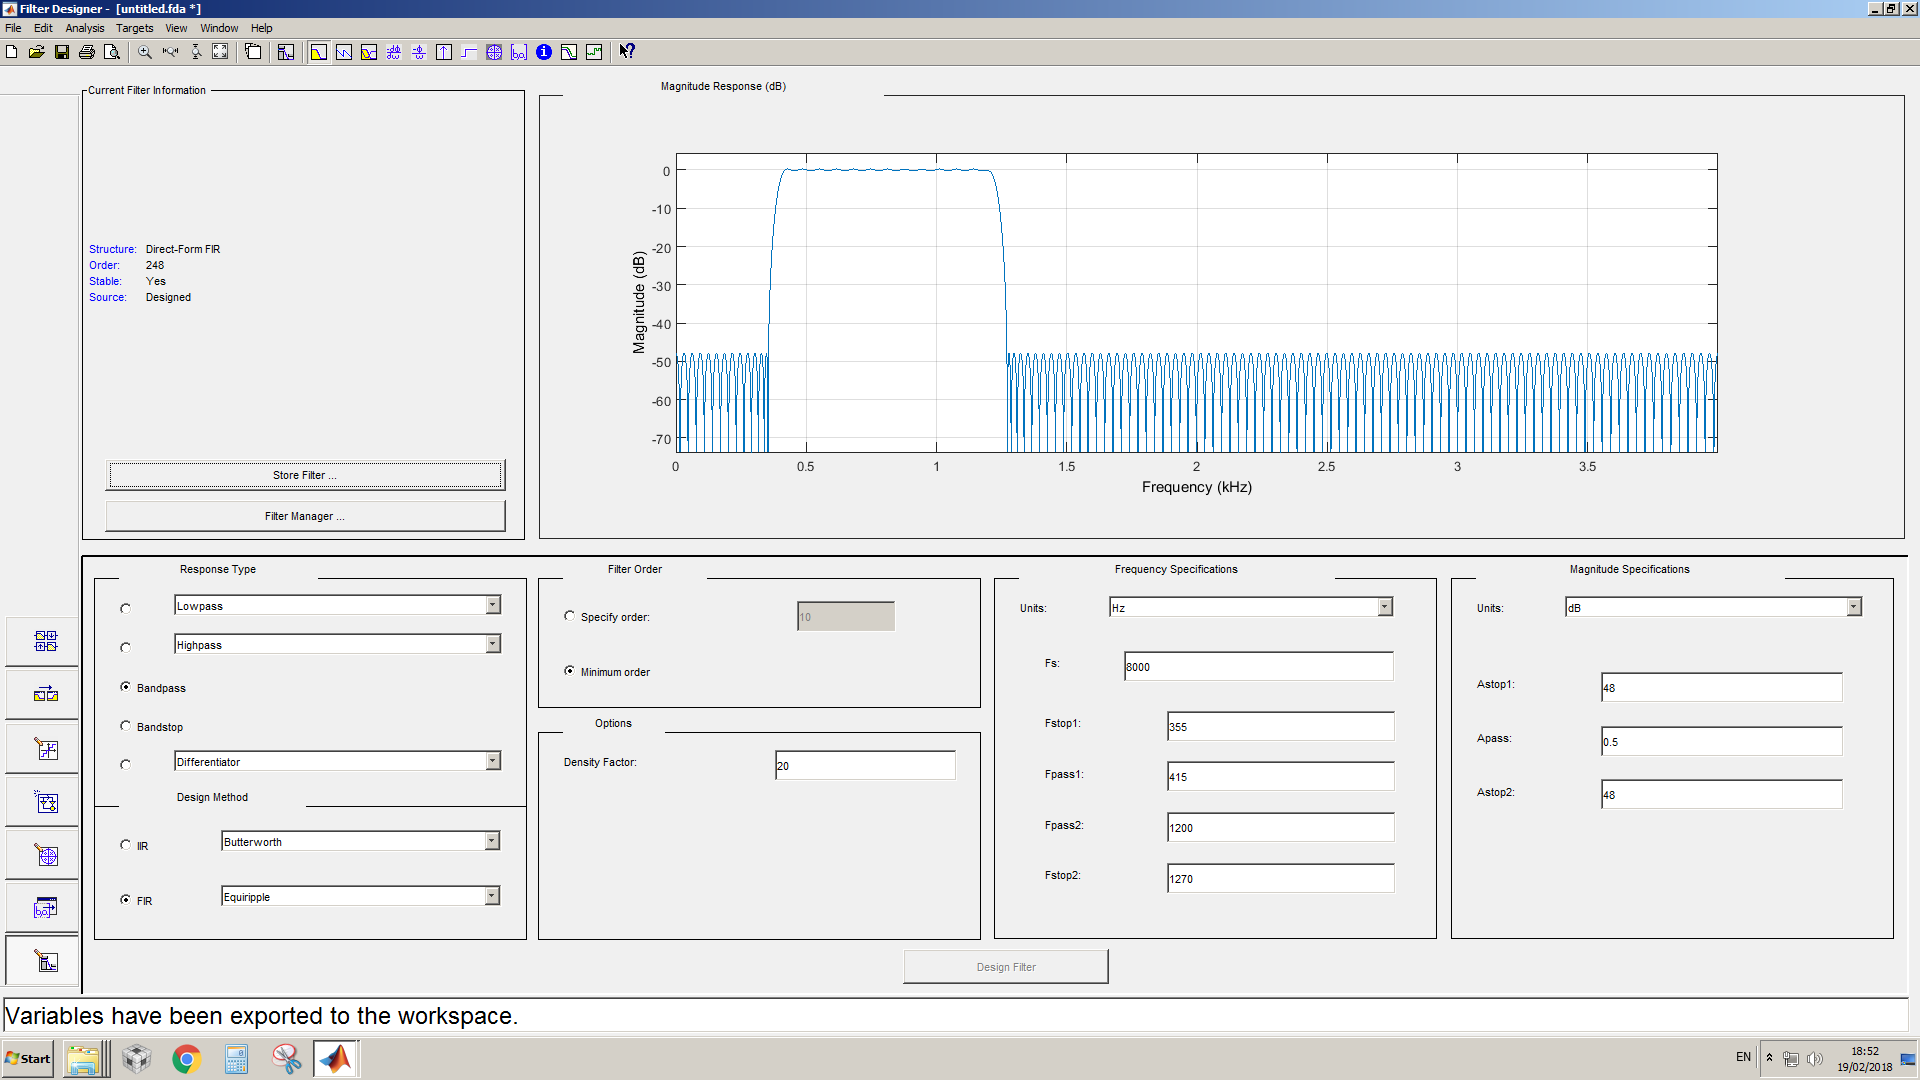 Filter Designer -  [untitled.fda *]
File Edit Analysis Targets View Window Help
Current Filter Information
Structure: Direct-Form FIR
Order: 248
Stable: Yes
Source: Designed
Store Filter ...
Filter Manager ...
Magnitude Response (dB)
Magnitude (dB)
0
-10
-20
-30
-40
-50
-60
-70
0 0.5 1 1.5 2 2.5 3 3.5
Frequency (kHz)
Response Type
Lowpass
Highpass
Bandpass
Bandstop
Differentiator
Design Method
IIR Butterworth
FIR Equiripple
Filter Order
Specify order: 10
Minimum order
Options
Density Factor: 20
Frequency Specifications
Units: Hz
Fs: 8000
Fstop1: 355
Fpass1: 415
Fpass2: 1200
Fstop2: 1270
Magnitude Specifications
Units: dB
Astop1: 48
Apass: 0.5
Astop2: 48
Design Filter
Variables have been exported to the workspace.
Start
EN
18:52
19/02/2018